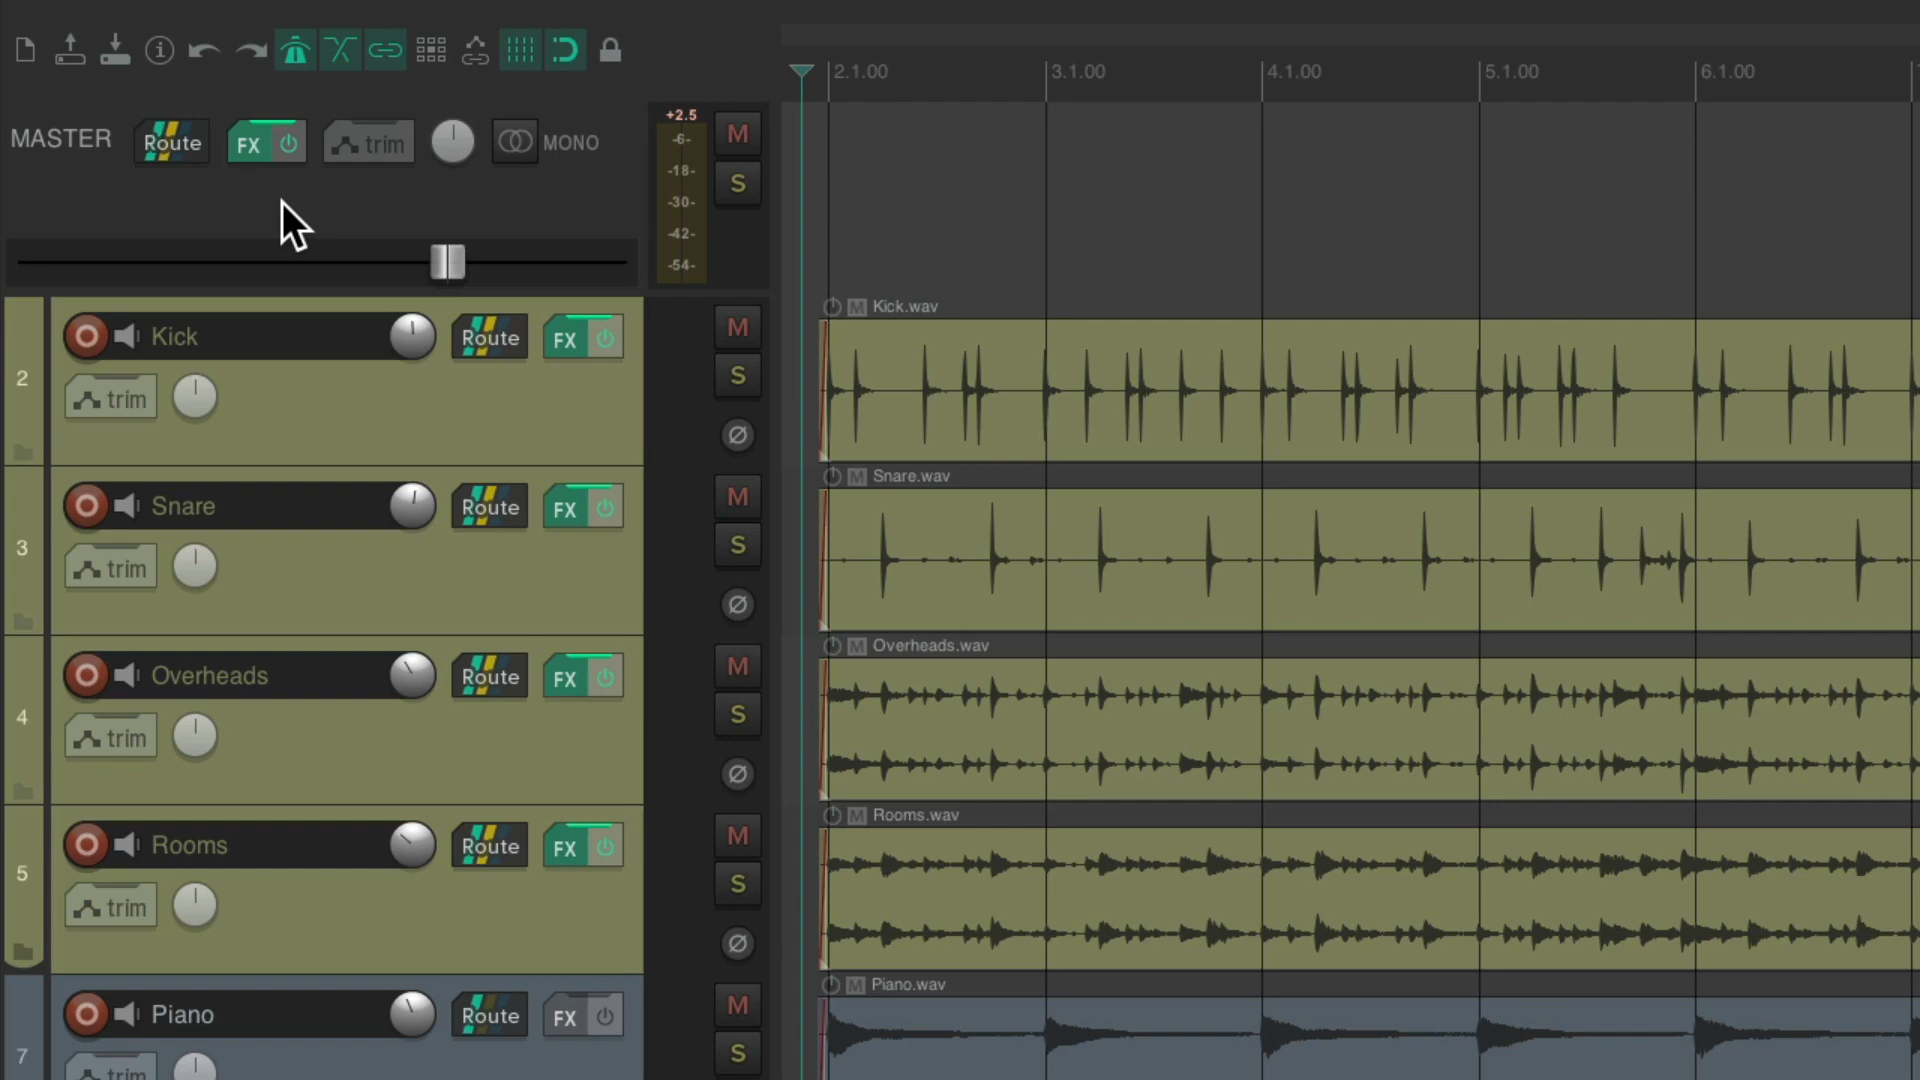 2.1.00 3.1.00 4.1.00 5.1.00 6.1.00
MASTER Route FX trim MONO
+2.5
-6-
-18-
-30-
-42-
-54-
M
S
2
Kick Route FX
trim
M
S
Kick.wav
M
3
Snare Route FX
trim
M
S
Snare.wav
M
4
Overheads Route FX
trim
M
S
Overheads.wav
M
5
Rooms Route FX
trim
M
S
Rooms.wav
M
7
Piano Route FX
trim
M
S
Piano.wav
M